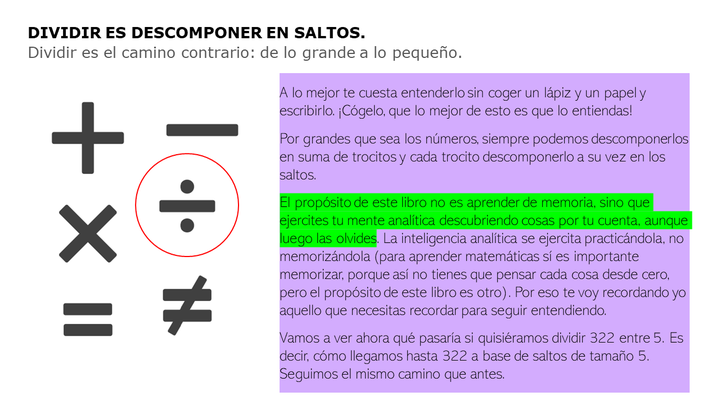 DIVIDIR ES DESCOMPONER EN SALTOS.
Dividir es el camino contrario: de lo grande a lo pequeño.
A lo mejor te cuesta entenderlo sin coger un lápiz y un papel y
escribirlo. ¡Cógelo, que lo mejor de esto es que lo entiendas!
Por grandes que sea los números, siempre podemos descomponerlos
en suma de trocitos y cada trocito descomponerlo a su vez en los
saltos.
El propósito de este libro no es aprender de memoria, sino que
ejercites tu mente analítica descubriendo cosas por tu cuenta, aunque
luego las olvides. La inteligencia analítica se ejercita practicándola, no
memorizándola (para aprender matemáticas sí es importante
memorizar, porque así no tienes que pensar cada cosa desde cero,
pero el propósito de este libro es otro). Por eso te voy recordando yo
aquello que necesitas recordar para seguir entendiendo.
Vamos a ver ahora qué pasaría si quisiéramos dividir 322 entre 5. Es
decir, cómo llegamos hasta 322 a base de saltos de tamaño 5.
Seguimos el mismo camino que antes.
+ −
÷
×
= ≠